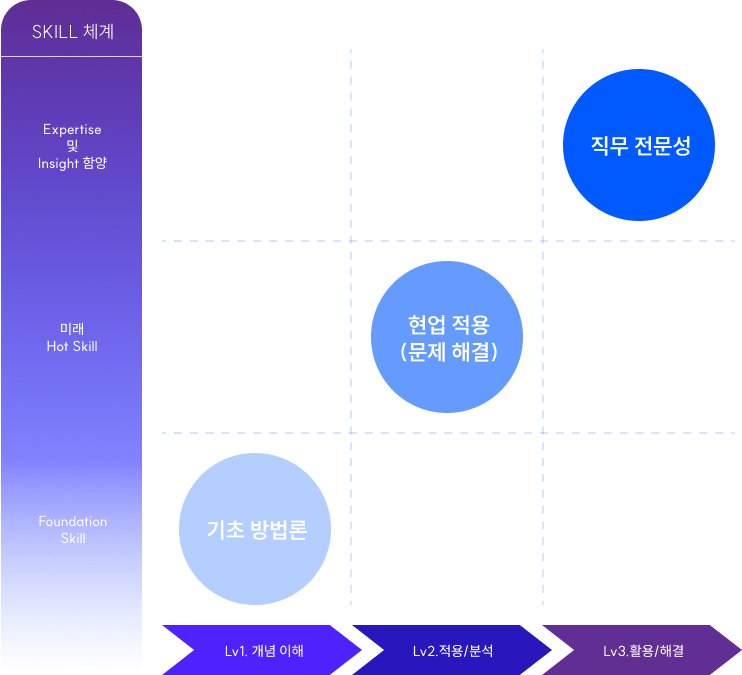 SKILL 체계
Expertise
및
Insight 함양
직무 전문성
미래
Hot Skill
현업 적용
(문제 해결)
Foundation
Skill
기초 방법론
Lv1. 개념 이해
Lv2.적용/분석
Lv3.활용/해결